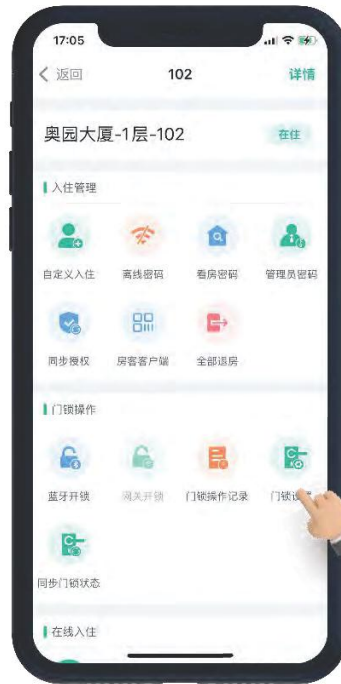 17:05
返回 102 详情
奥园大厦-1层-102 在住
入住管理
自定义入住 离线密码 看房密码 管理员密码
同步授权 房客客户端 全部退房
门锁操作
蓝牙开锁 网关开锁 门锁操作记录 门锁设
同步门锁状态
在线入住